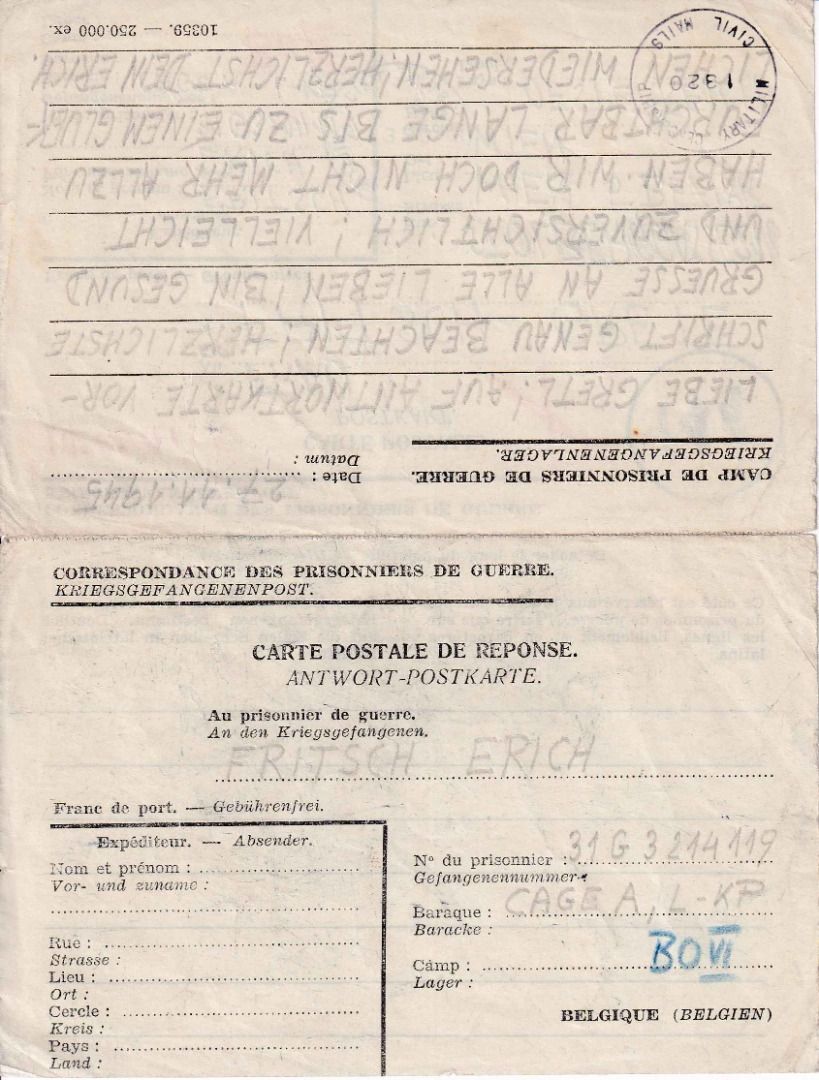 CAMP DE PRISONNIERS DE GUERRE.
KRIEGSGEFANGENENLAGER.
Date : 27.11.1945
Datum :
LIEBE GRETL; AUF ANTWORTKARTE VOR-
SCHRIFT GENAU BEACHTEN; HERZLICHSTE
GRUESSE AN ALLE LIEBEN; BIN GESUND
UND ZUVERSICHTLICH; VIELLEICHT
HABEN WIR DOCH NICHT MEHR ALLZU
FURCHTBAR LANGE BIS ZU EINEM GLÜCK-
LICHEN WIEDERSEHEN; HERZLICHST DEIN ERICH.
10359. — 250.000 ex.
MILITARY
CIVIL MAILS
1320
CORRESPONDANCE DES PRISONNIERS DE GUERRE.
KRIEGSGEFANGENENPOST.
CARTE POSTALE DE REPONSE.
ANTWORT-POSTKARTE.
Au prisonnier de guerre.
An den Kriegsgefangenen.
FRITSCH ERICH
Franc de port. — Gebührenfrei.
Expéditeur. — Absender.
Nom et prénom :
Vor- und zuname :
Rue :
Strasse :
Lieu :
Ort :
Cercle :
Kreis :
Pays :
Land :
N° du prisonnier : 31 G 3214119
Gefangenennummer :
Baraque : CAGE A, L-KP
Baracke :
Camp : BO VI
Lager :
BELGIQUE (BELGIEN)